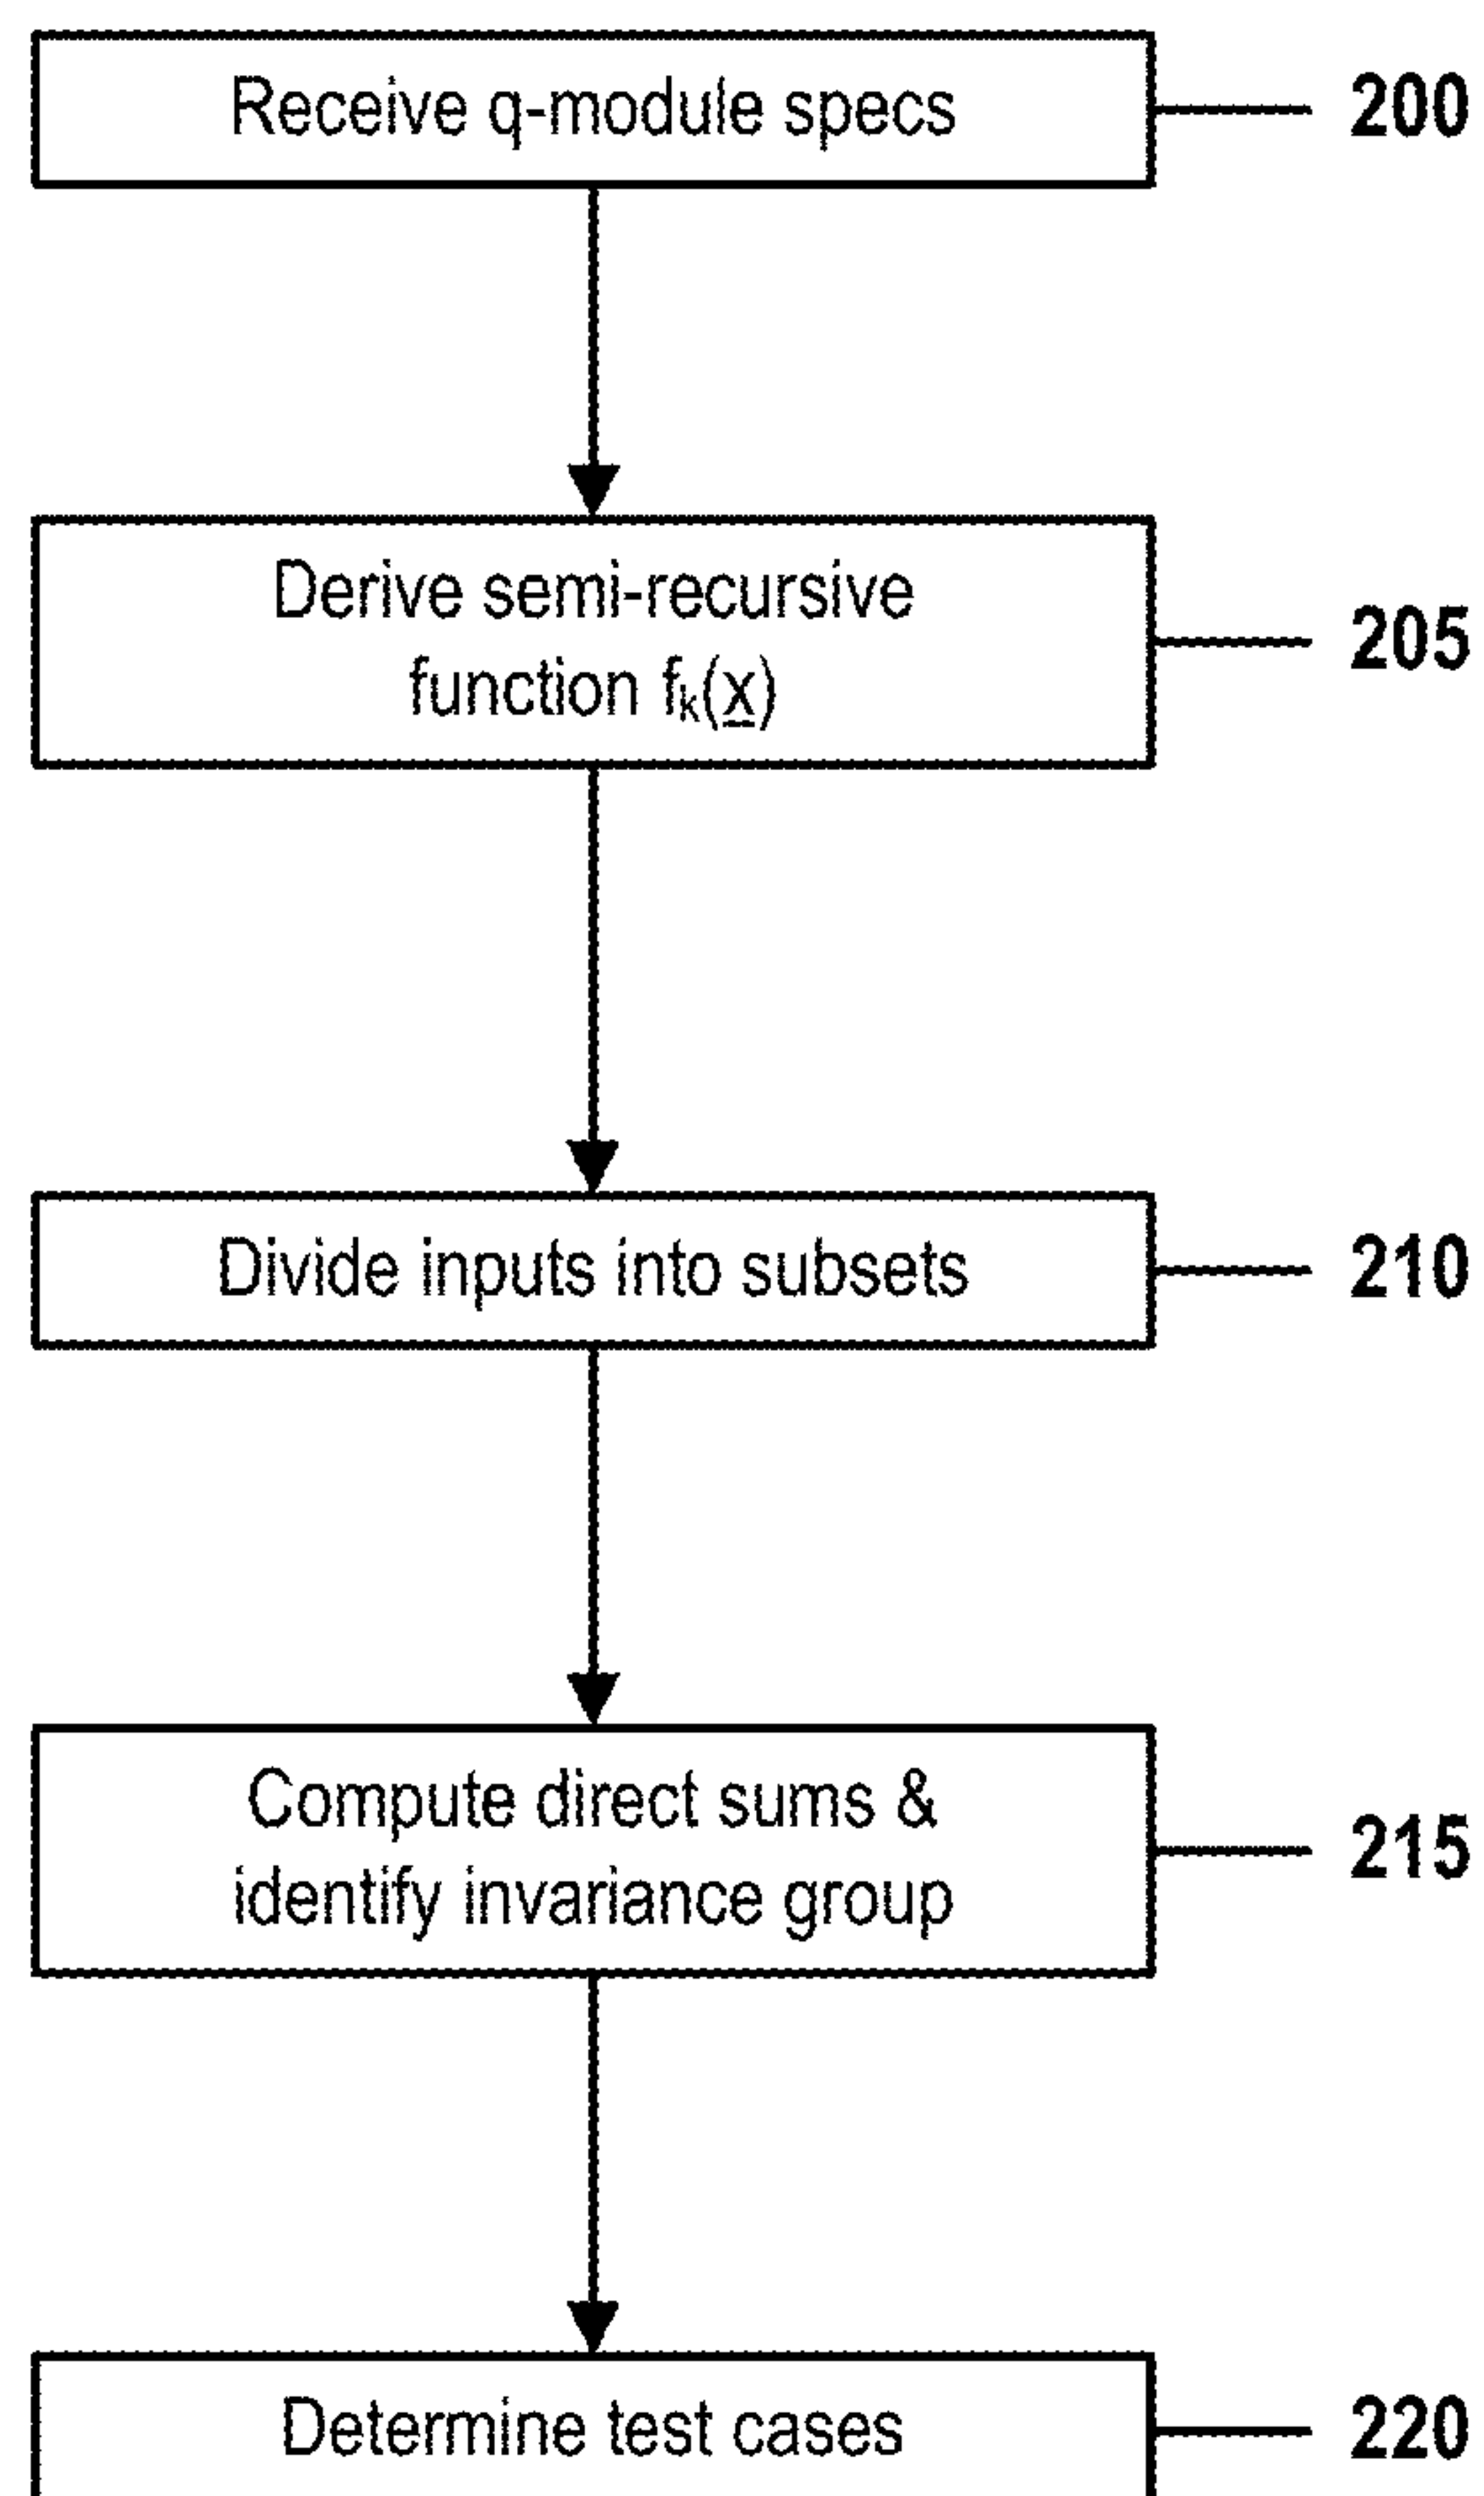 Receive q-module specs
200
Derive semi-recursive
function fₖ(x̲)
205
Divide inputs into subsets
210
Compute direct sums &
identify invariance group
215
Determine test cases
220